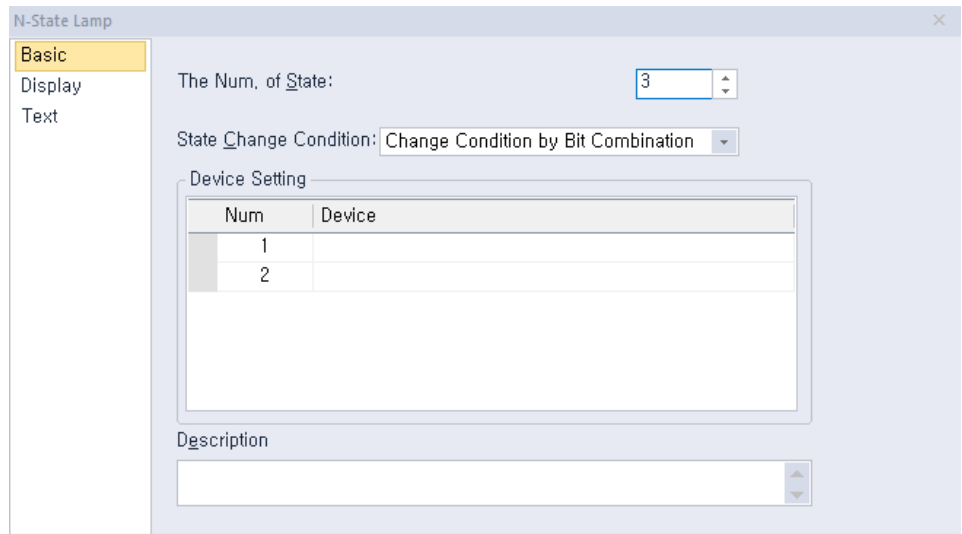 N-State Lamp
Basic
Display
Text
The Num, of State:
3
State Change Condition:
Change Condition by Bit Combination
Device Setting
Num Device
1
2
Description